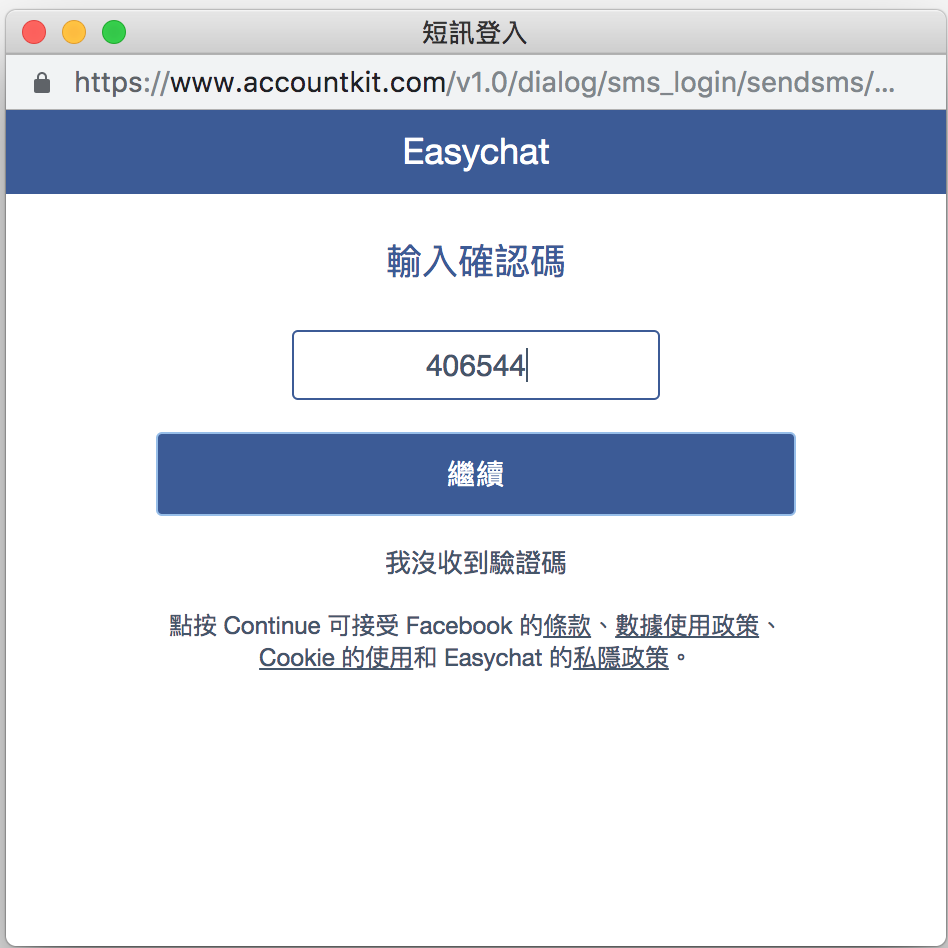 短訊登入
https://www.accountkit.com/v1.0/dialog/sms_login/sendsms/...
Easychat
輸入確認碼
406544
繼續
我沒收到驗證碼
點按 Continue 可接受 Facebook 的條款、數據使用政策、
Cookie 的使用和 Easychat 的私隱政策。